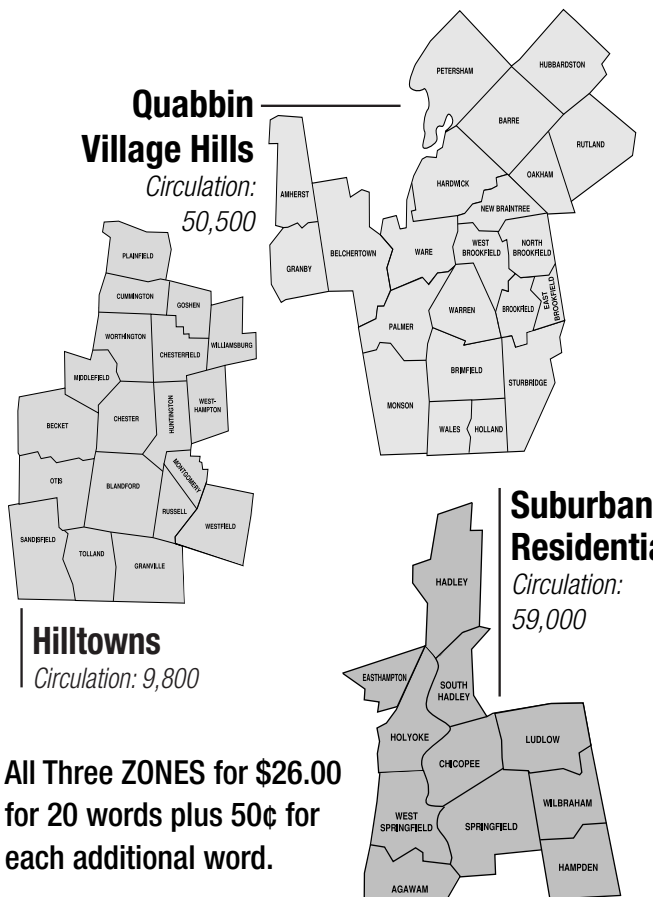 Quabbin
Village Hills
Circulation:
50,500
PETERSHAM
HUBBARDSTON
BARRE
RUTLAND
HARDWICK
OAKHAM
NEW BRAINTREE
AMHERST
BELCHERTOWN
GRANBY
WARE
WEST
BROOKFIELD
NORTH
BROOKFIELD
EAST
BROOKFIELD
BROOKFIELD
WARREN
PALMER
BRIMFIELD
STURBRIDGE
MONSON
WALES
HOLLAND
PLAINFIELD
CUMMINGTON
GOSHEN
WORTHINGTON
CHESTERFIELD
WILLIAMSBURG
MIDDLEFIELD
BECKET
CHESTER
HUNTINGTON
WEST-
HAMPTON
OTIS
BLANDFORD
MONTGOMERY
RUSSELL
WESTFIELD
SANDISFIELD
TOLLAND
GRANVILLE
Hilltowns
Circulation: 9,800
Suburban
Residentia
Circulation:
59,000
HADLEY
EASTHAMPTON
SOUTH
HADLEY
HOLYOKE
CHICOPEE
LUDLOW
WEST
SPRINGFIELD
SPRINGFIELD
WILBRAHAM
HAMPDEN
AGAWAM
All Three ZONES for $26.00
for 20 words plus 50¢ for
each additional word.